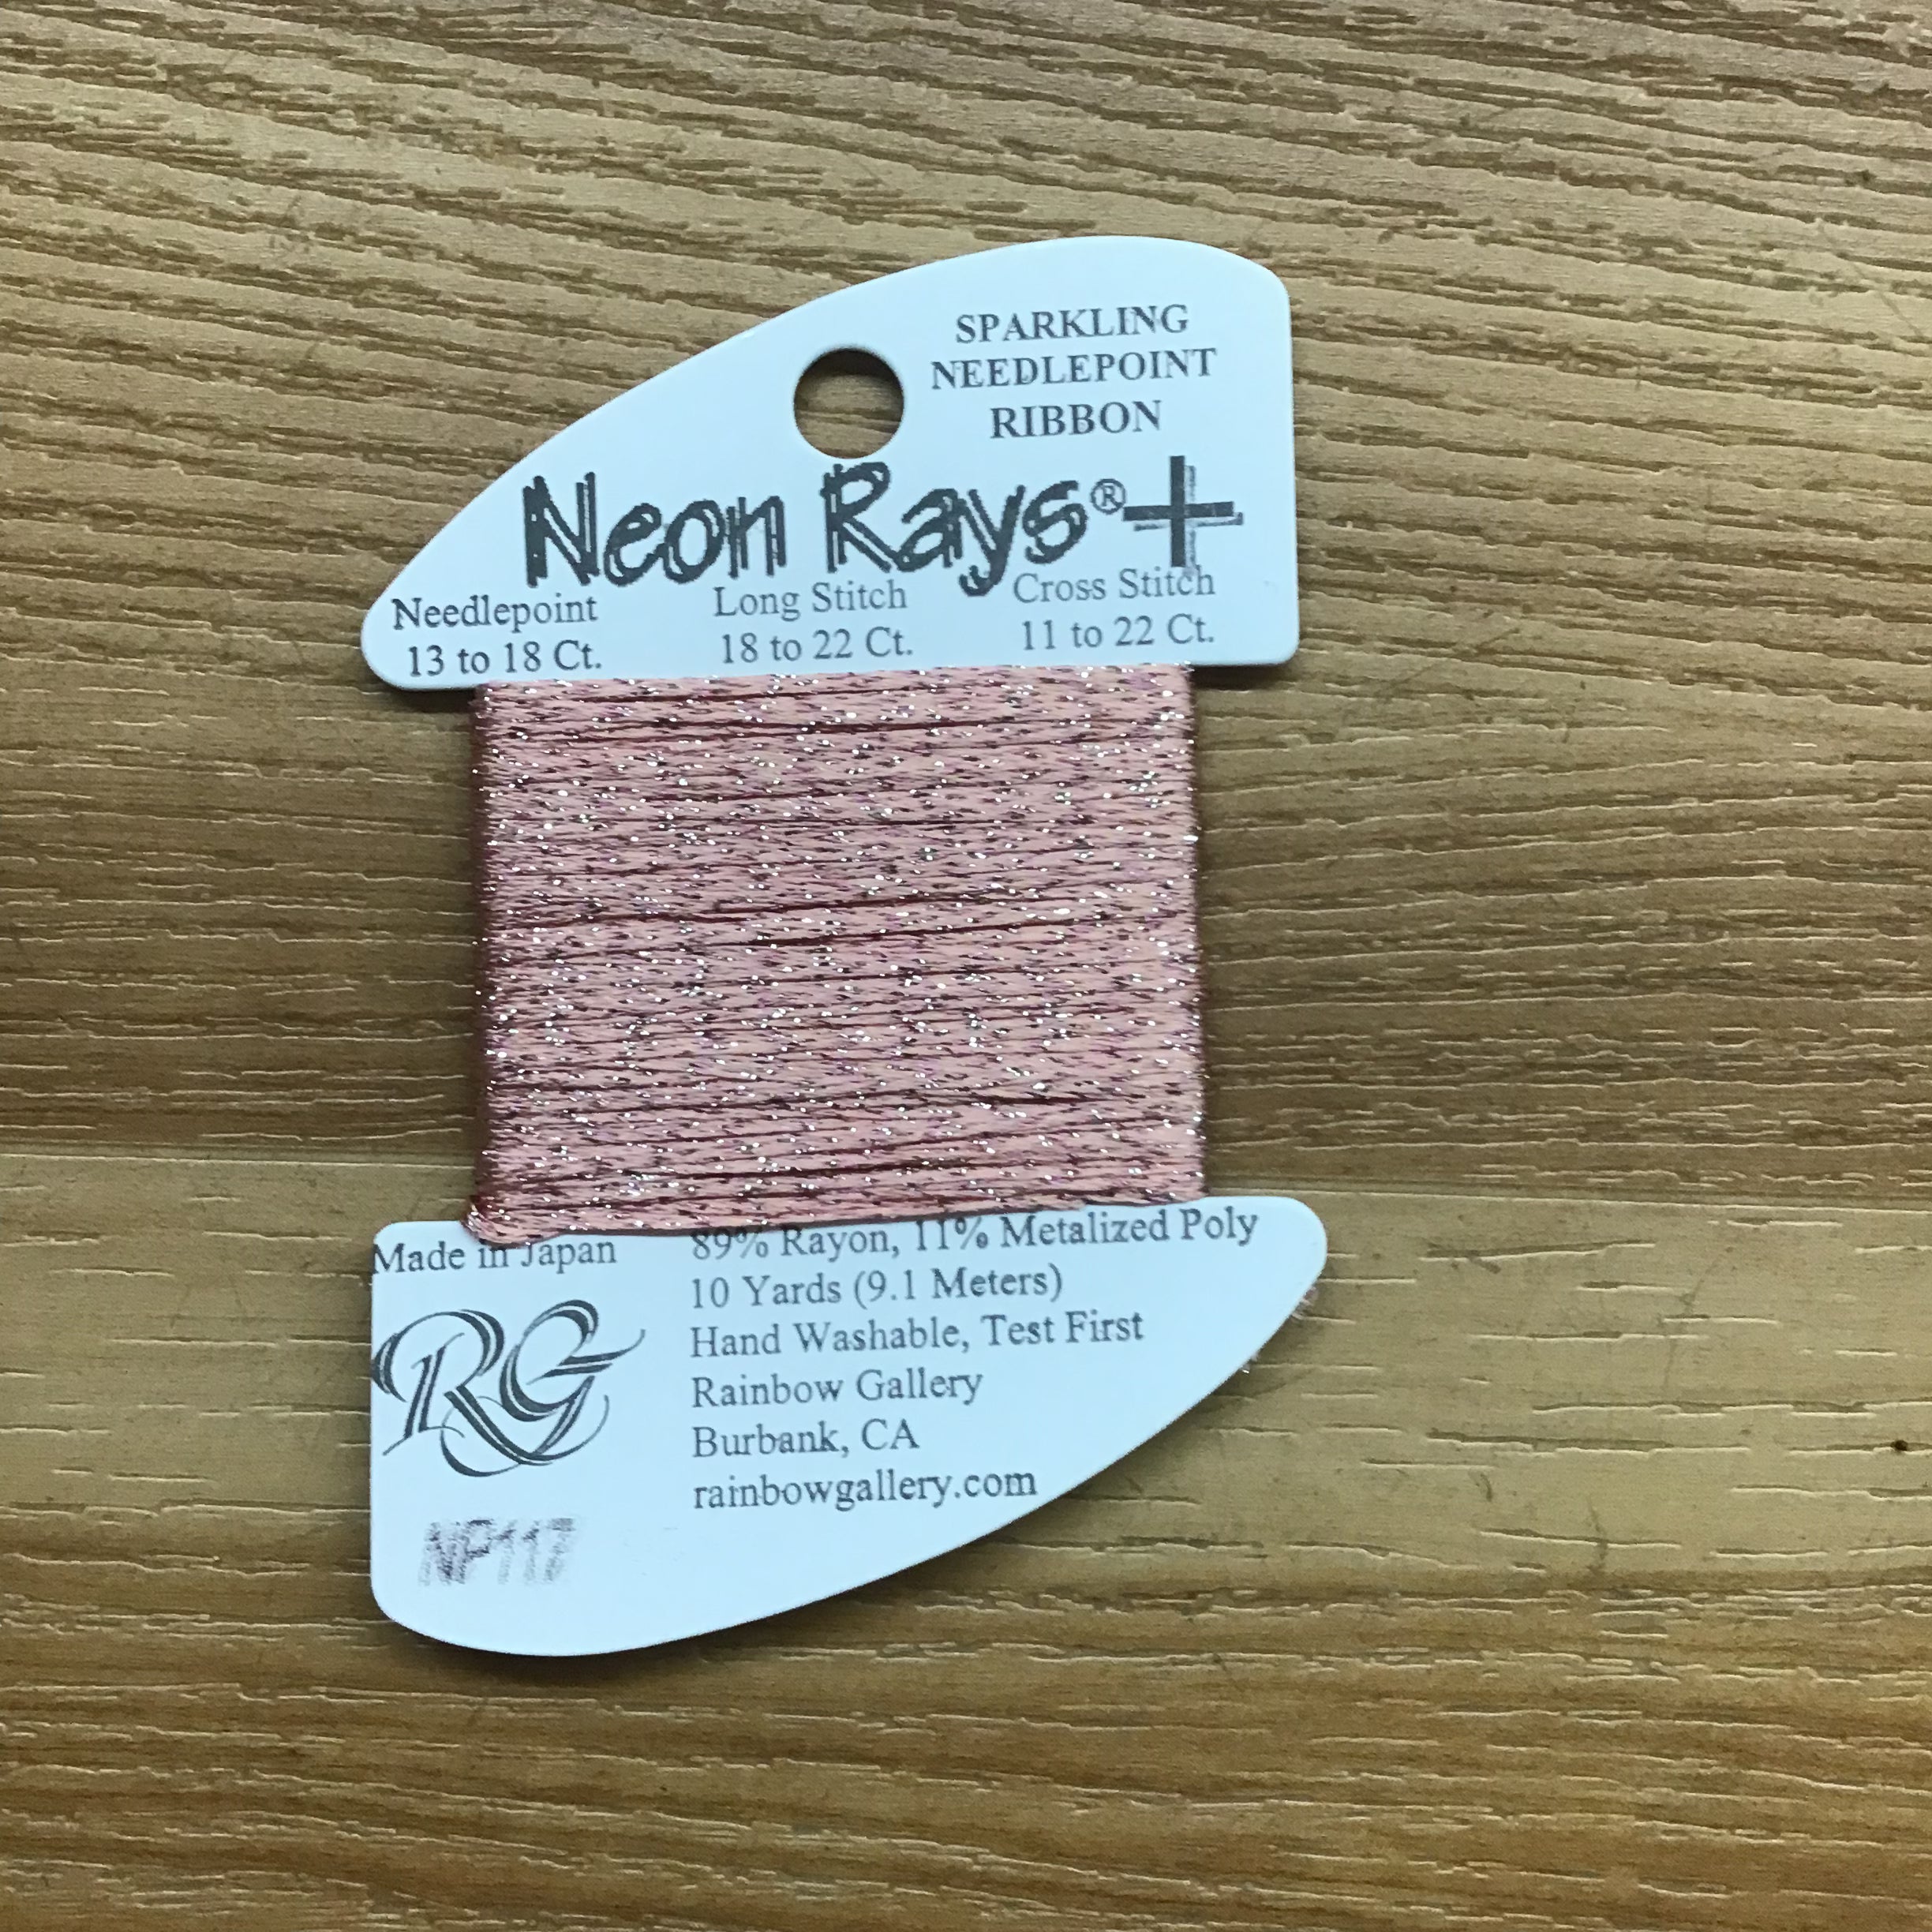 SPARKLING
NEEDLEPOINT
RIBBON
Neon Rays®+
Needlepoint Long Stitch Cross Stitch
13 to 18 Ct. 18 to 22 Ct. 11 to 22 Ct.
Made in Japan
89% Rayon, 11% Metalized Poly
10 Yards (9.1 Meters)
Hand Washable, Test First
Rainbow Gallery
Burbank, CA
rainbowgallery.com
RG
NP117